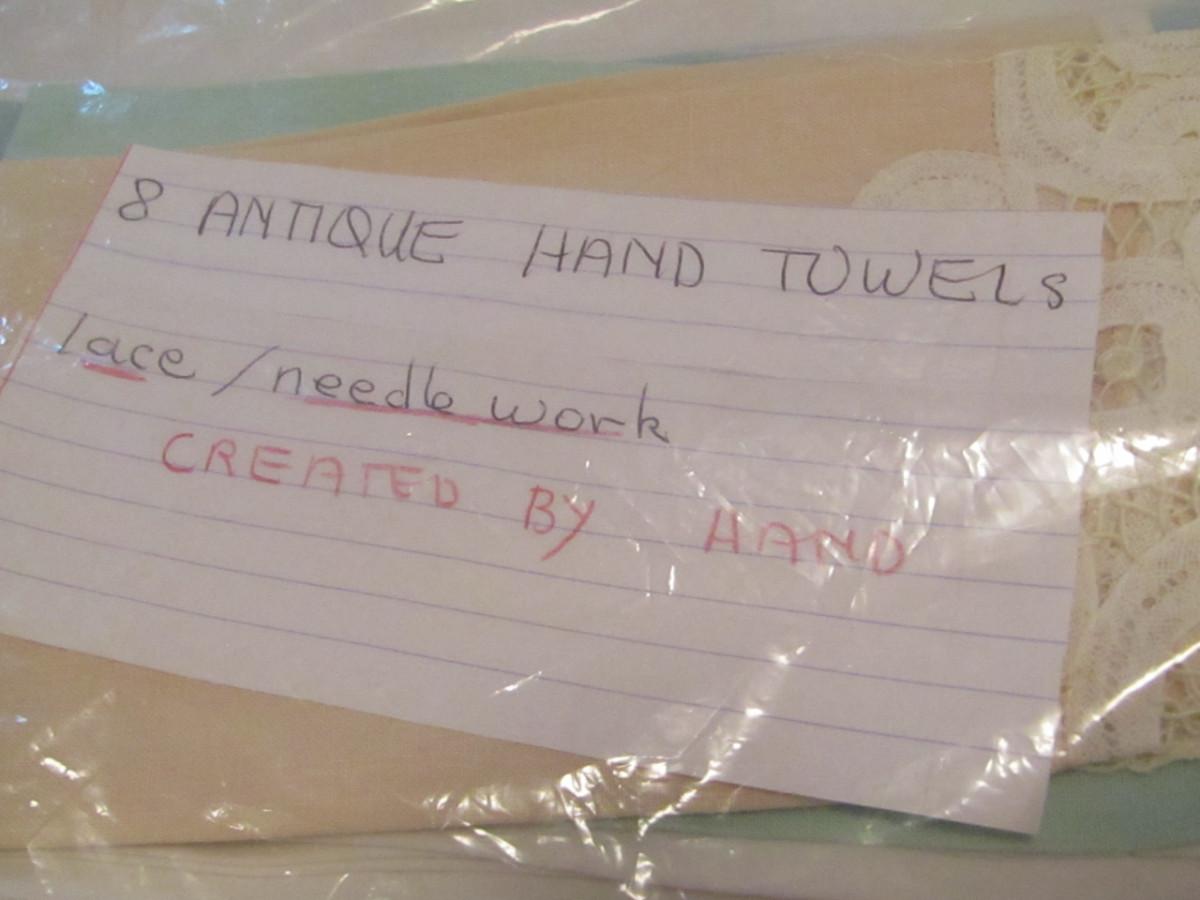 8 ANTIQUE HAND TOWELS
lace / needle work
CREATED BY HAND